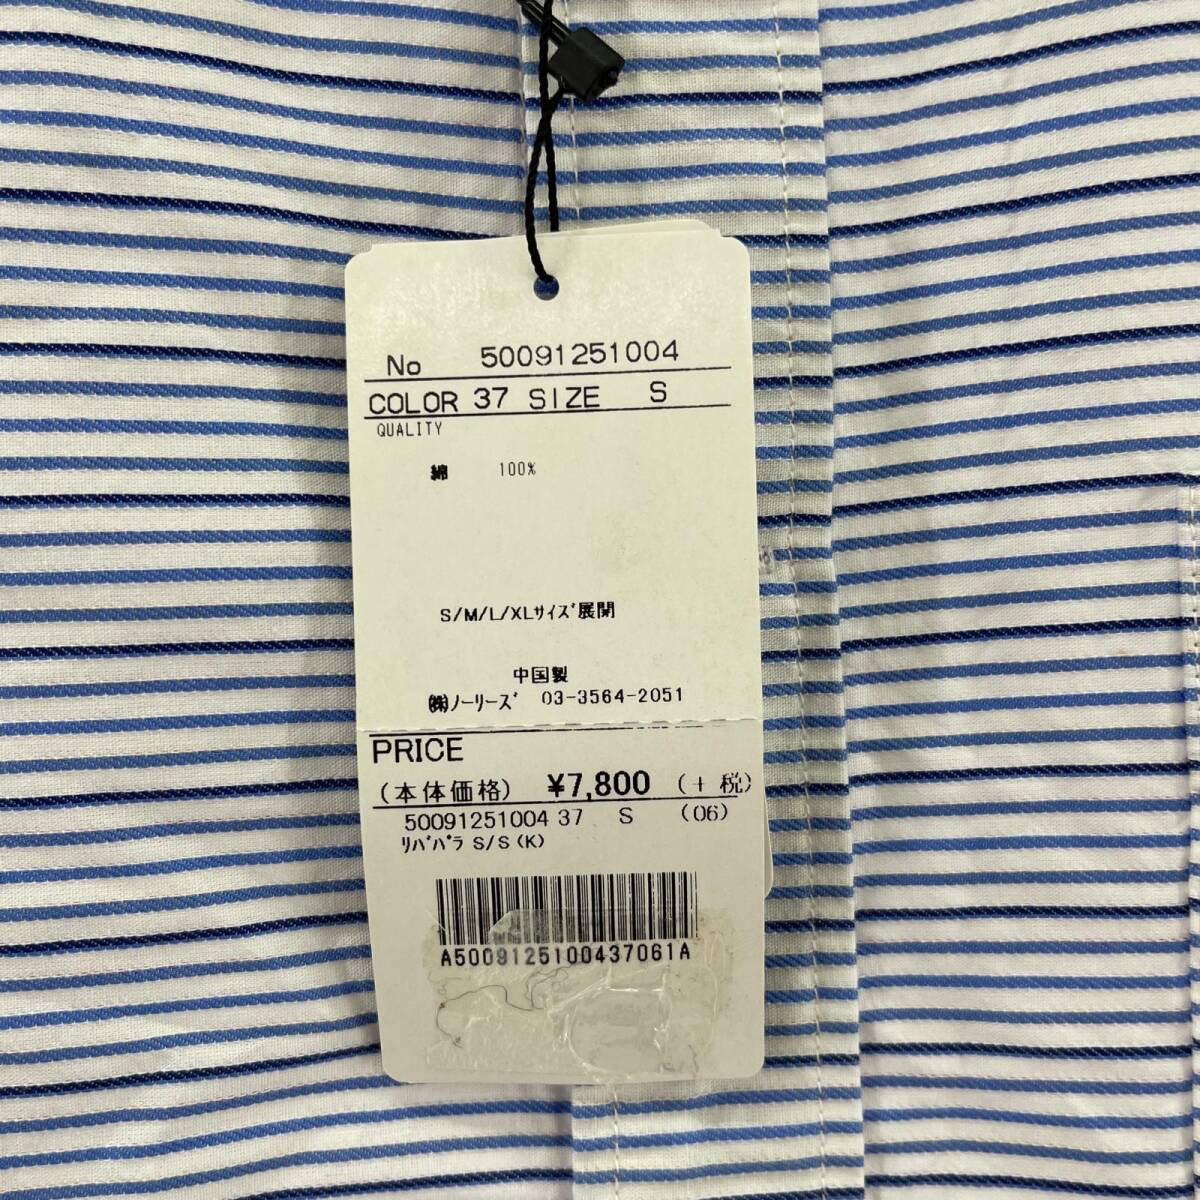 No 50091251004
COLOR 37 SIZE S
QUALITY
綿 100%
S/M/L/XLｻｲｽﾞ展開
中国製
㈱ﾉｰﾘｰｽﾞ 03-3564-2051
PRICE
(本体価格) ¥7,800 (+税)
50091251004 37 S (06)
ﾘﾊﾞﾊﾟﾗ S/S(K)
A5009125100437061A